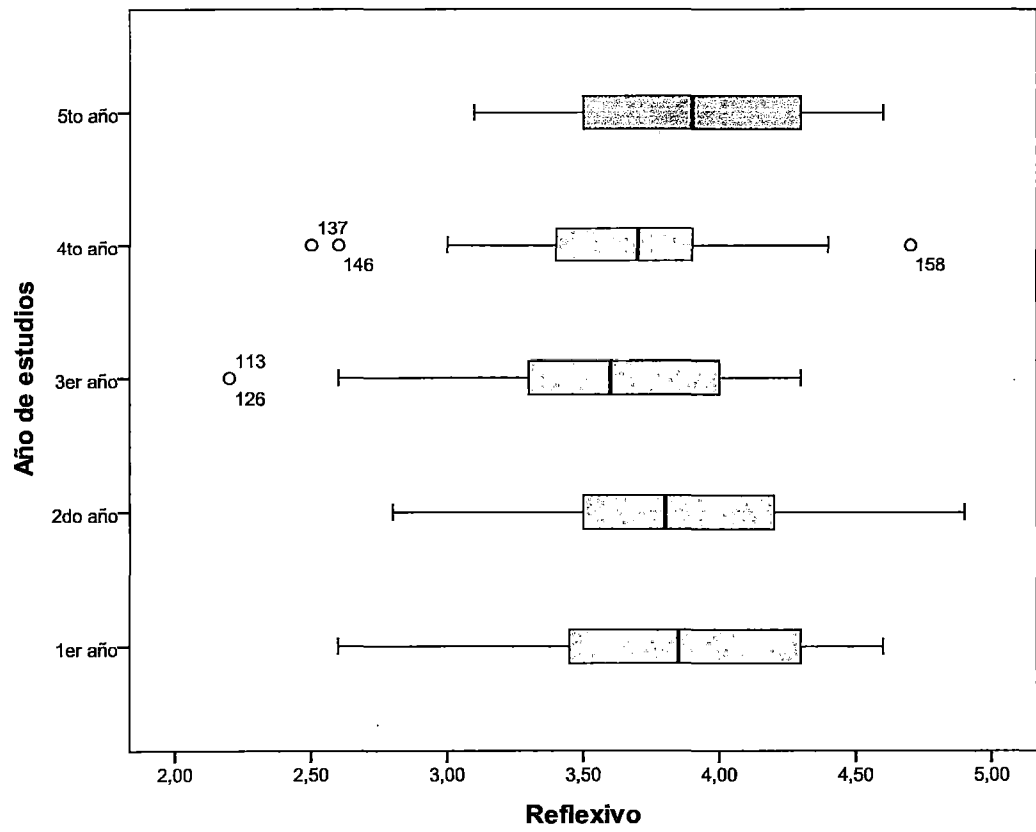 5to año
137
4to año
146
158
113
3er año
126
2do año
1er año
Año de estudios
2,00 2,50 3,00 3,50 4,00 4,50 5,00
Reflexivo